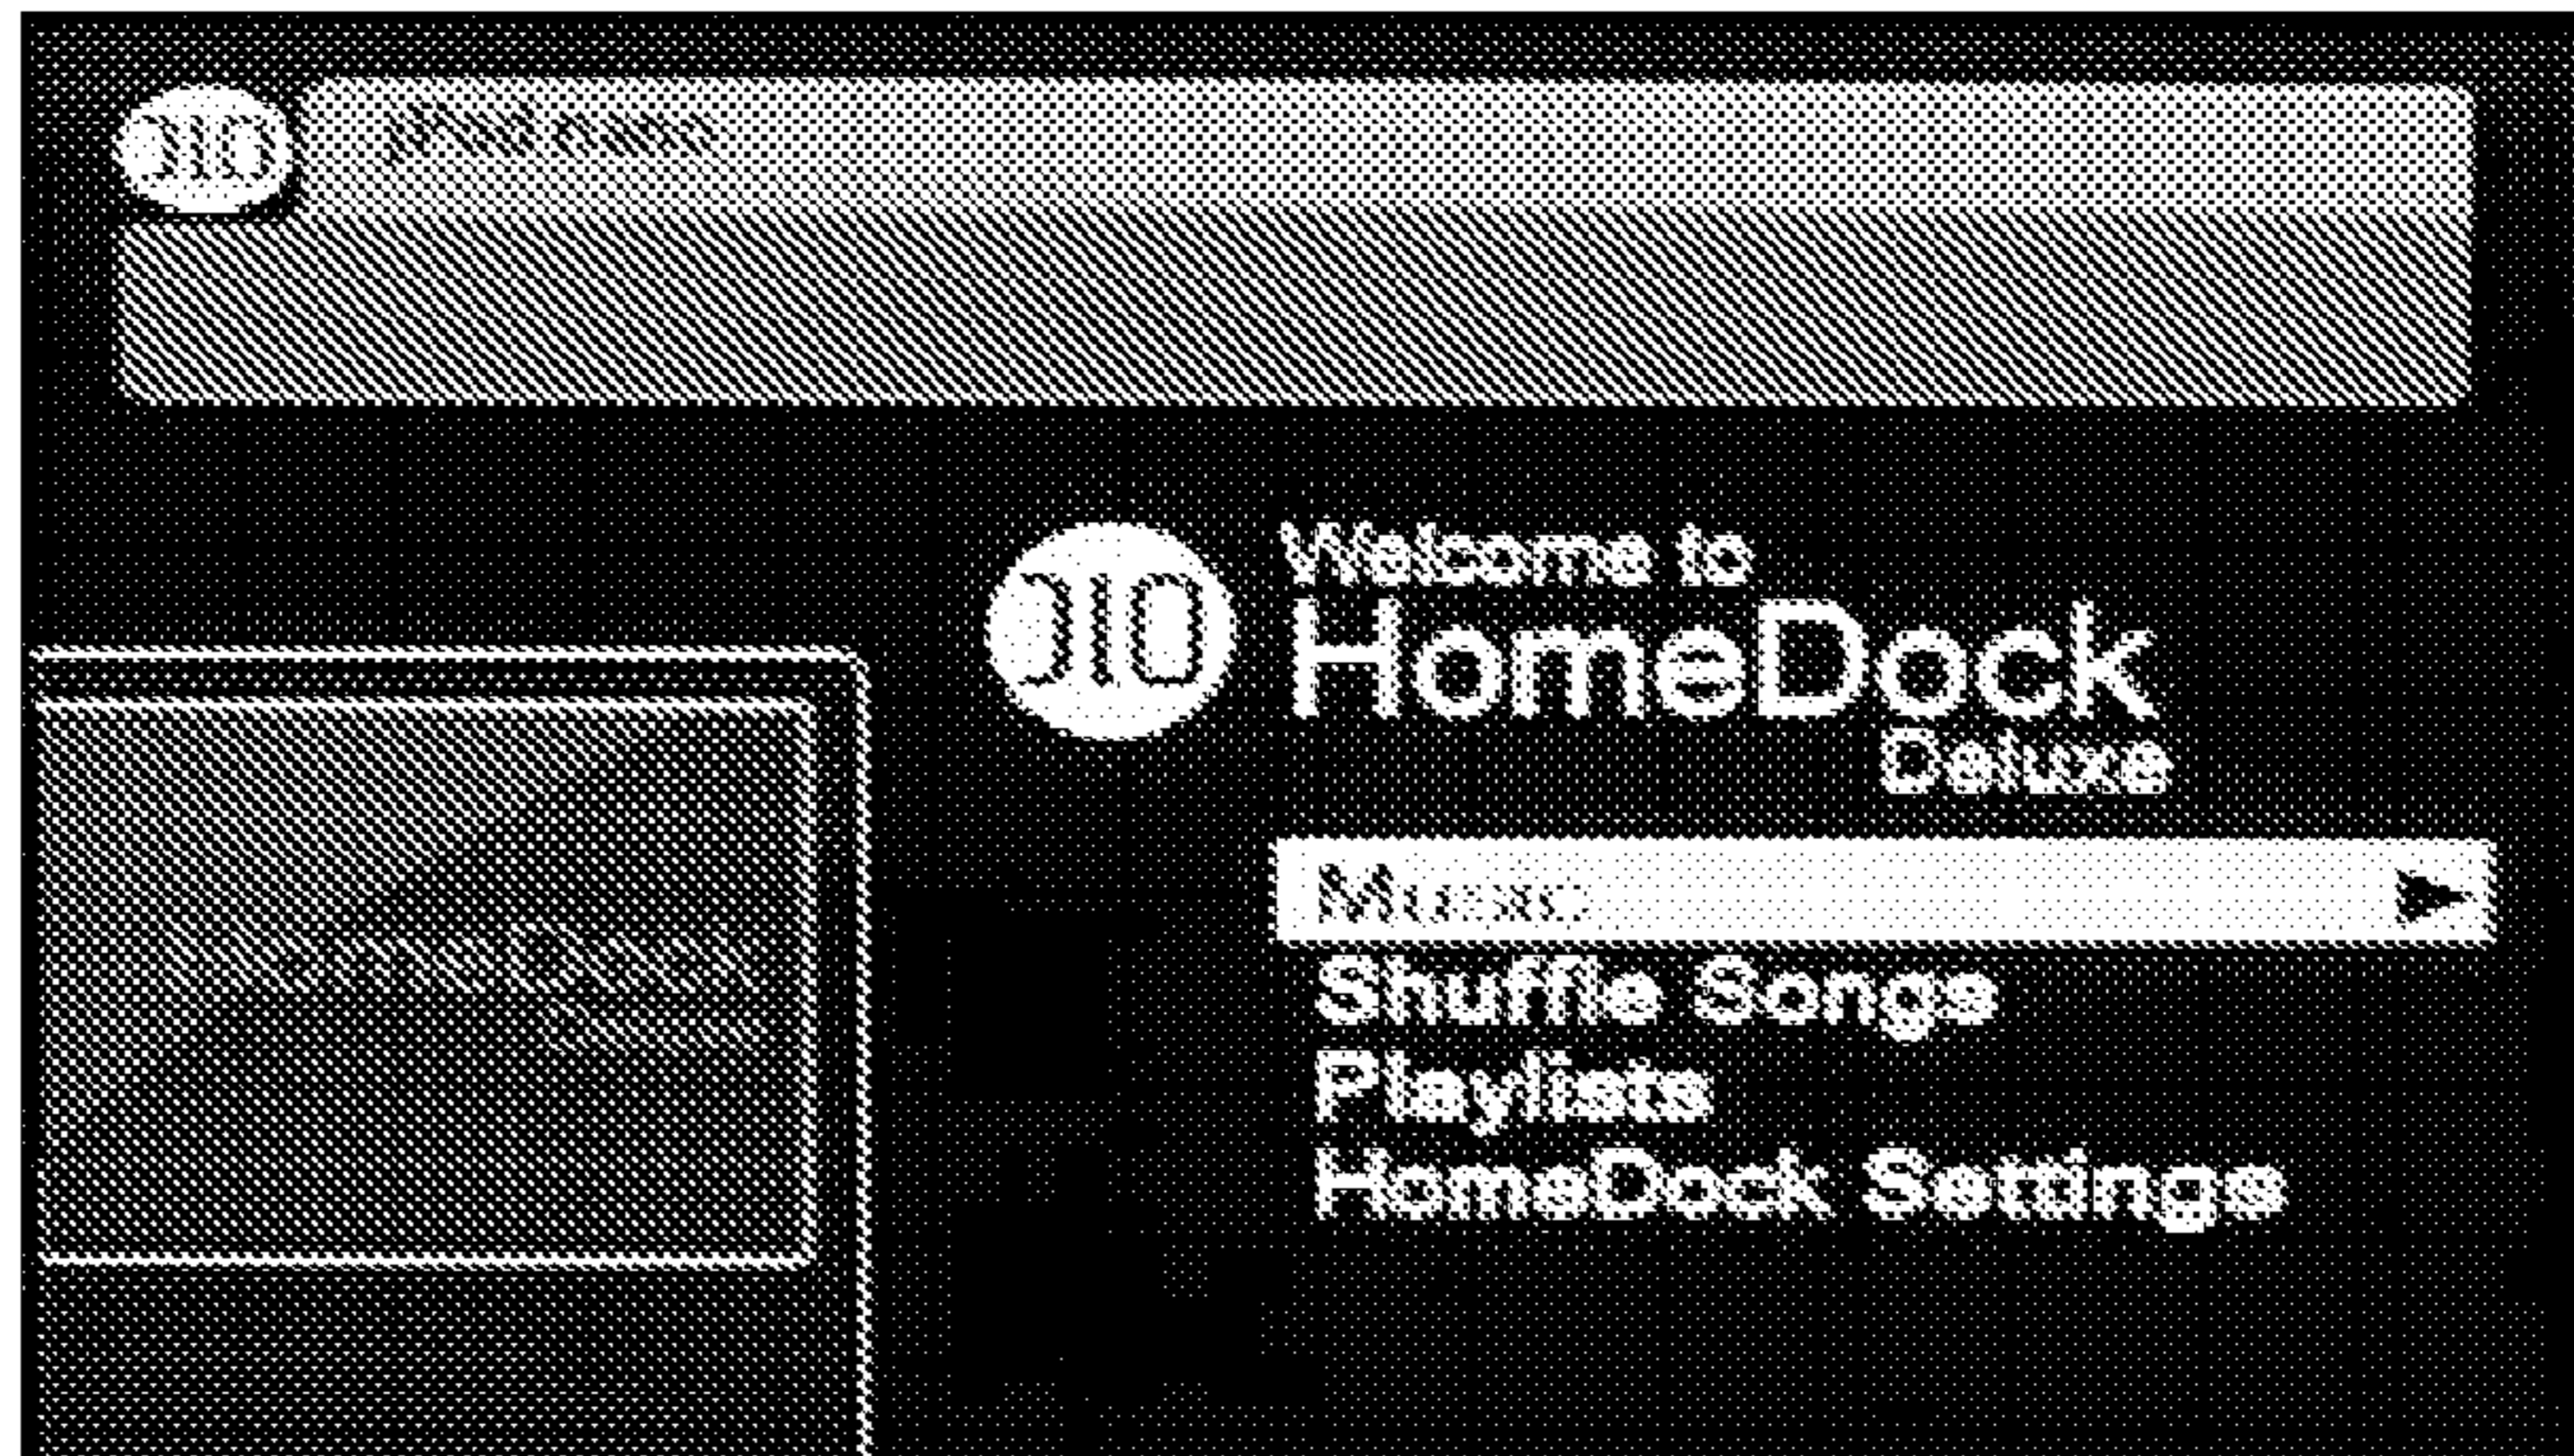 Welcome to
HomeDock
Deluxe
Music
Shuffle Songs
Playlists
HomeDock Settings